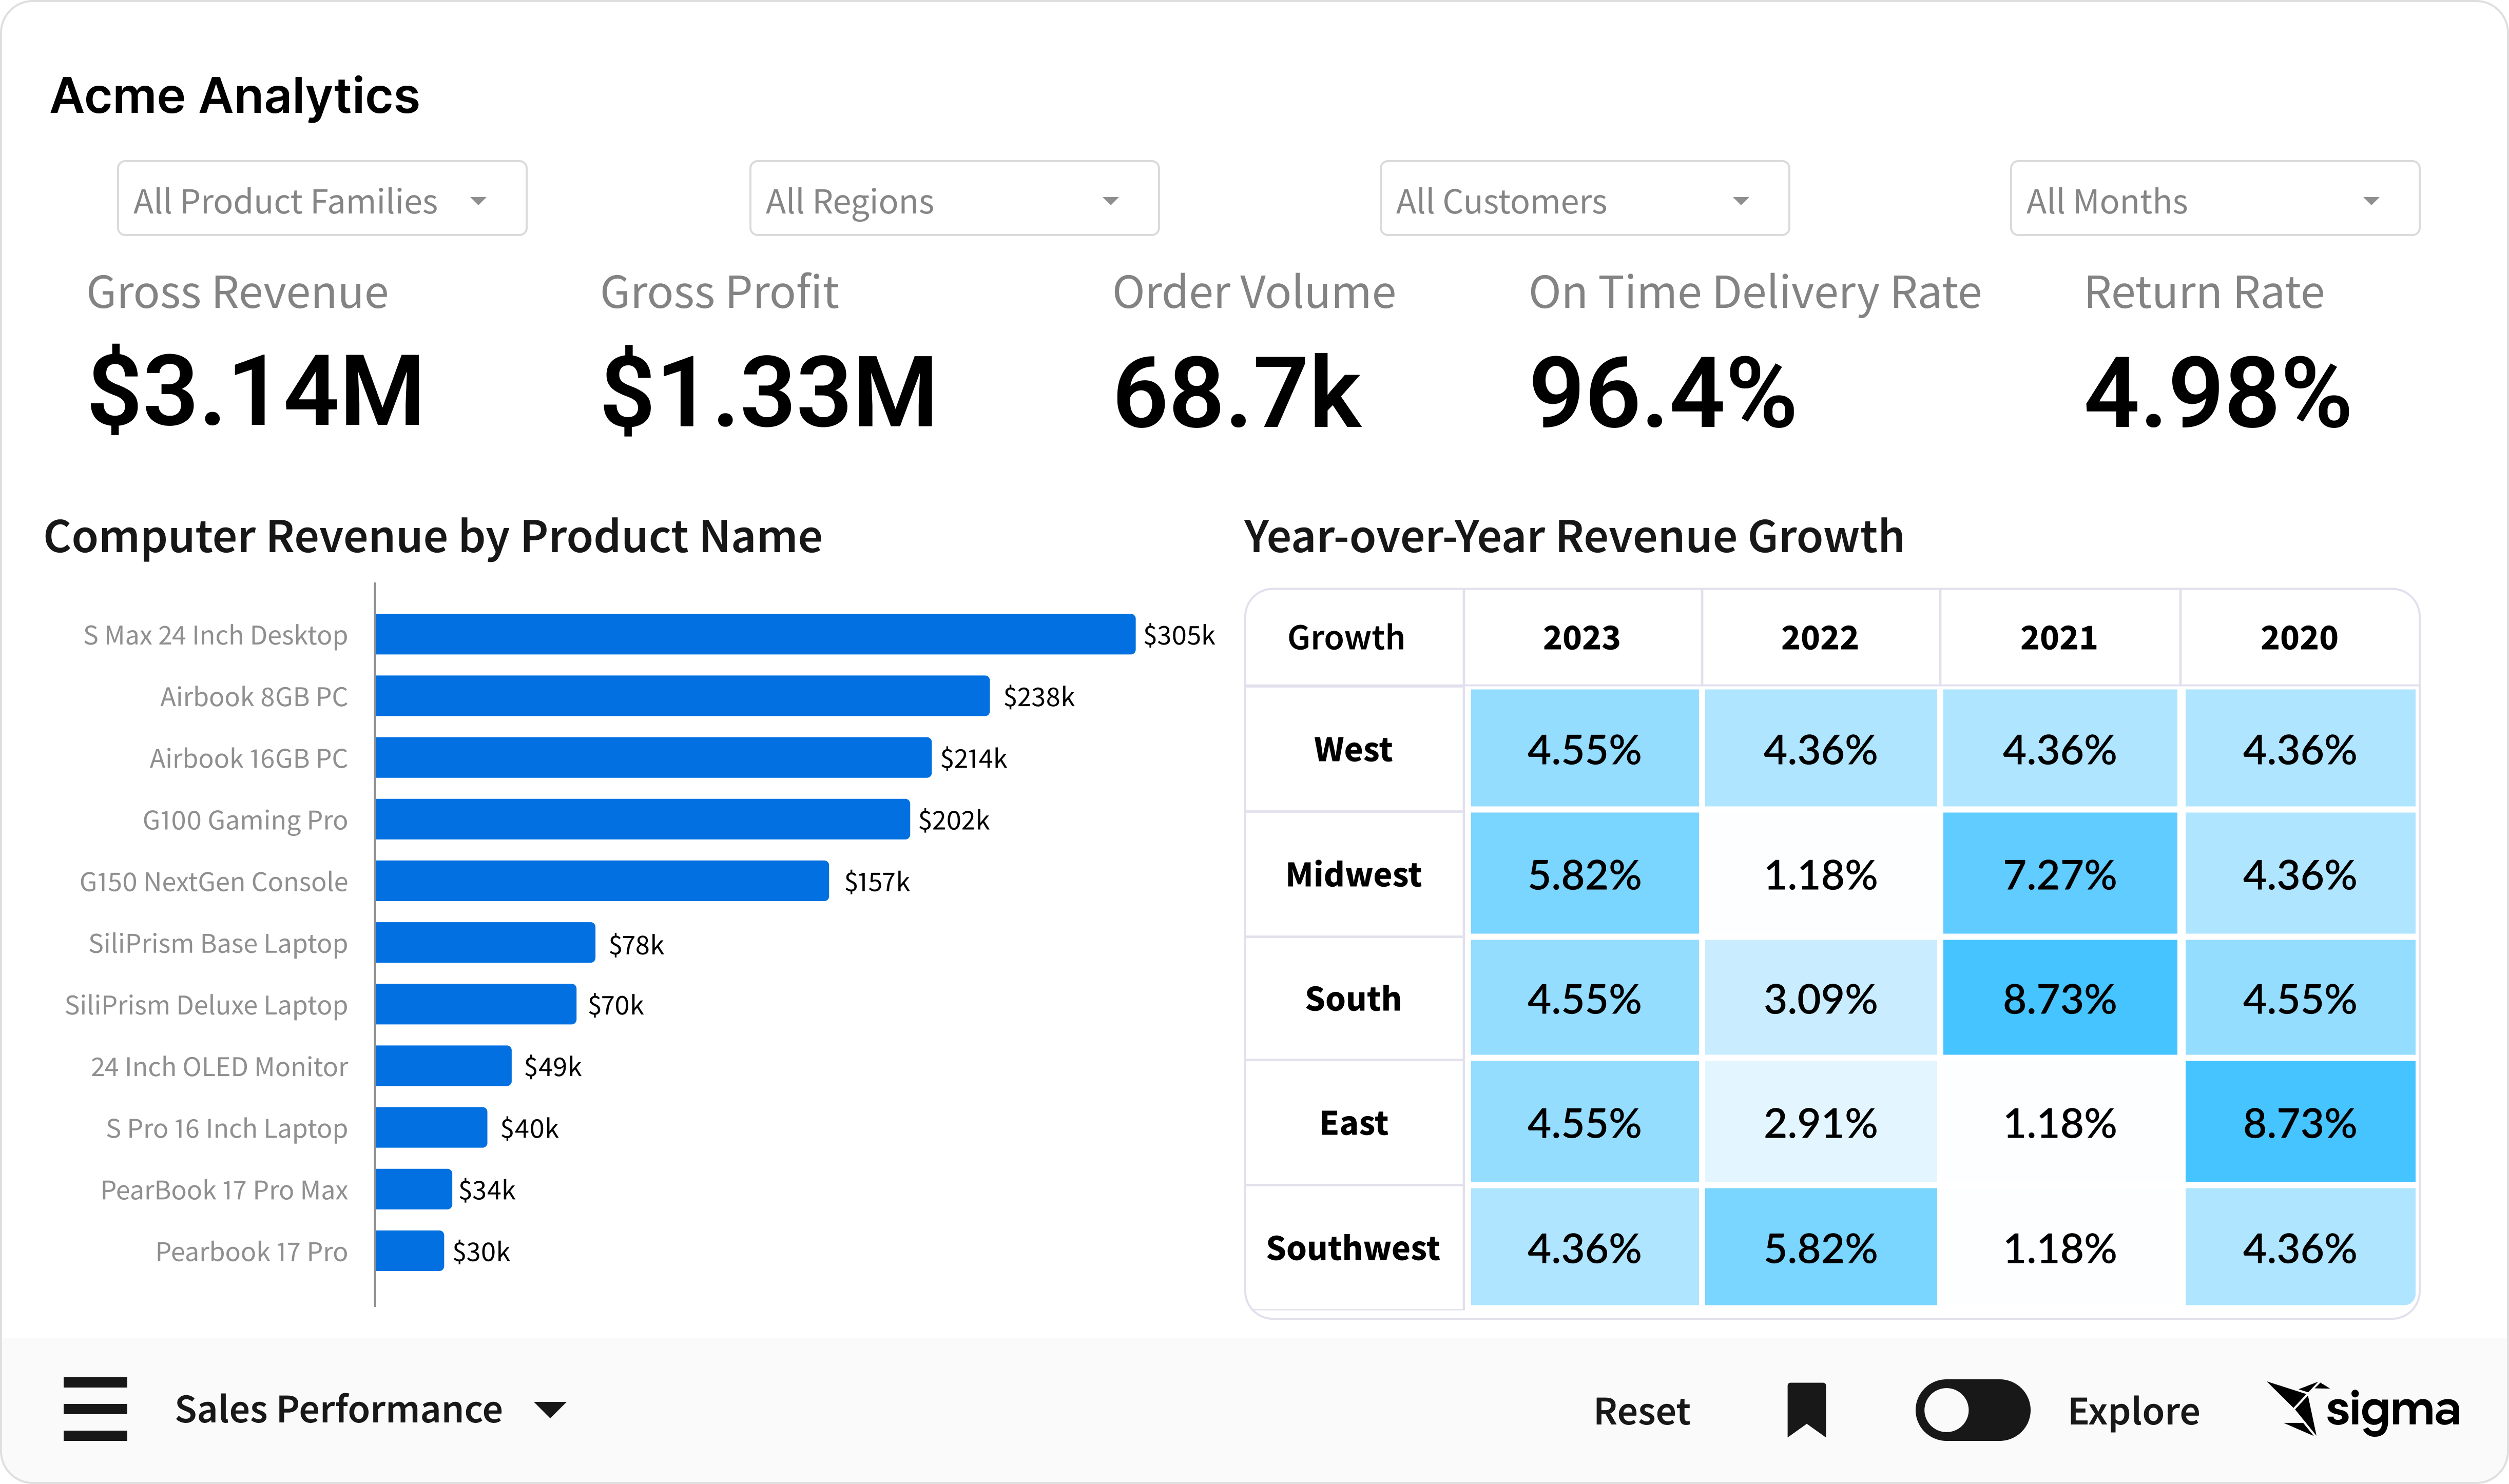 Acme Analytics
All Product Families
All Regions
All Customers
All Months
Gross Revenue
$3.14M
Gross Profit
$1.33M
Order Volume
68.7k
On Time Delivery Rate
96.4%
Return Rate
4.98%
Computer Revenue by Product Name
S Max 24 Inch Desktop $305k
Airbook 8GB PC $238k
Airbook 16GB PC $214k
G100 Gaming Pro $202k
G150 NextGen Console $157k
SiliPrism Base Laptop $78k
SiliPrism Deluxe Laptop $70k
24 Inch OLED Monitor $49k
S Pro 16 Inch Laptop $40k
PearBook 17 Pro Max $34k
Pearbook 17 Pro $30k
Year-over-Year Revenue Growth
Growth 2023 2022 2021 2020
West 4.55% 4.36% 4.36% 4.36%
Midwest 5.82% 1.18% 7.27% 4.36%
South 4.55% 3.09% 8.73% 4.55%
East 4.55% 2.91% 1.18% 8.73%
Southwest 4.36% 5.82% 1.18% 4.36%
Sales Performance
Reset
Explore
sigma